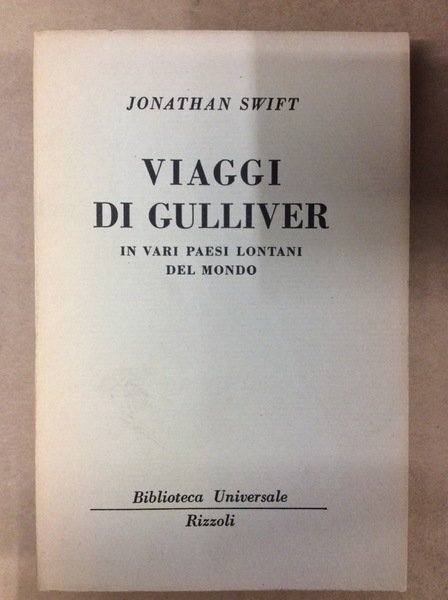 JONATHAN SWIFT
VIAGGI
DI GULLIVER
IN VARI PAESI LONTANI
DEL MONDO
Biblioteca Universale
Rizzoli